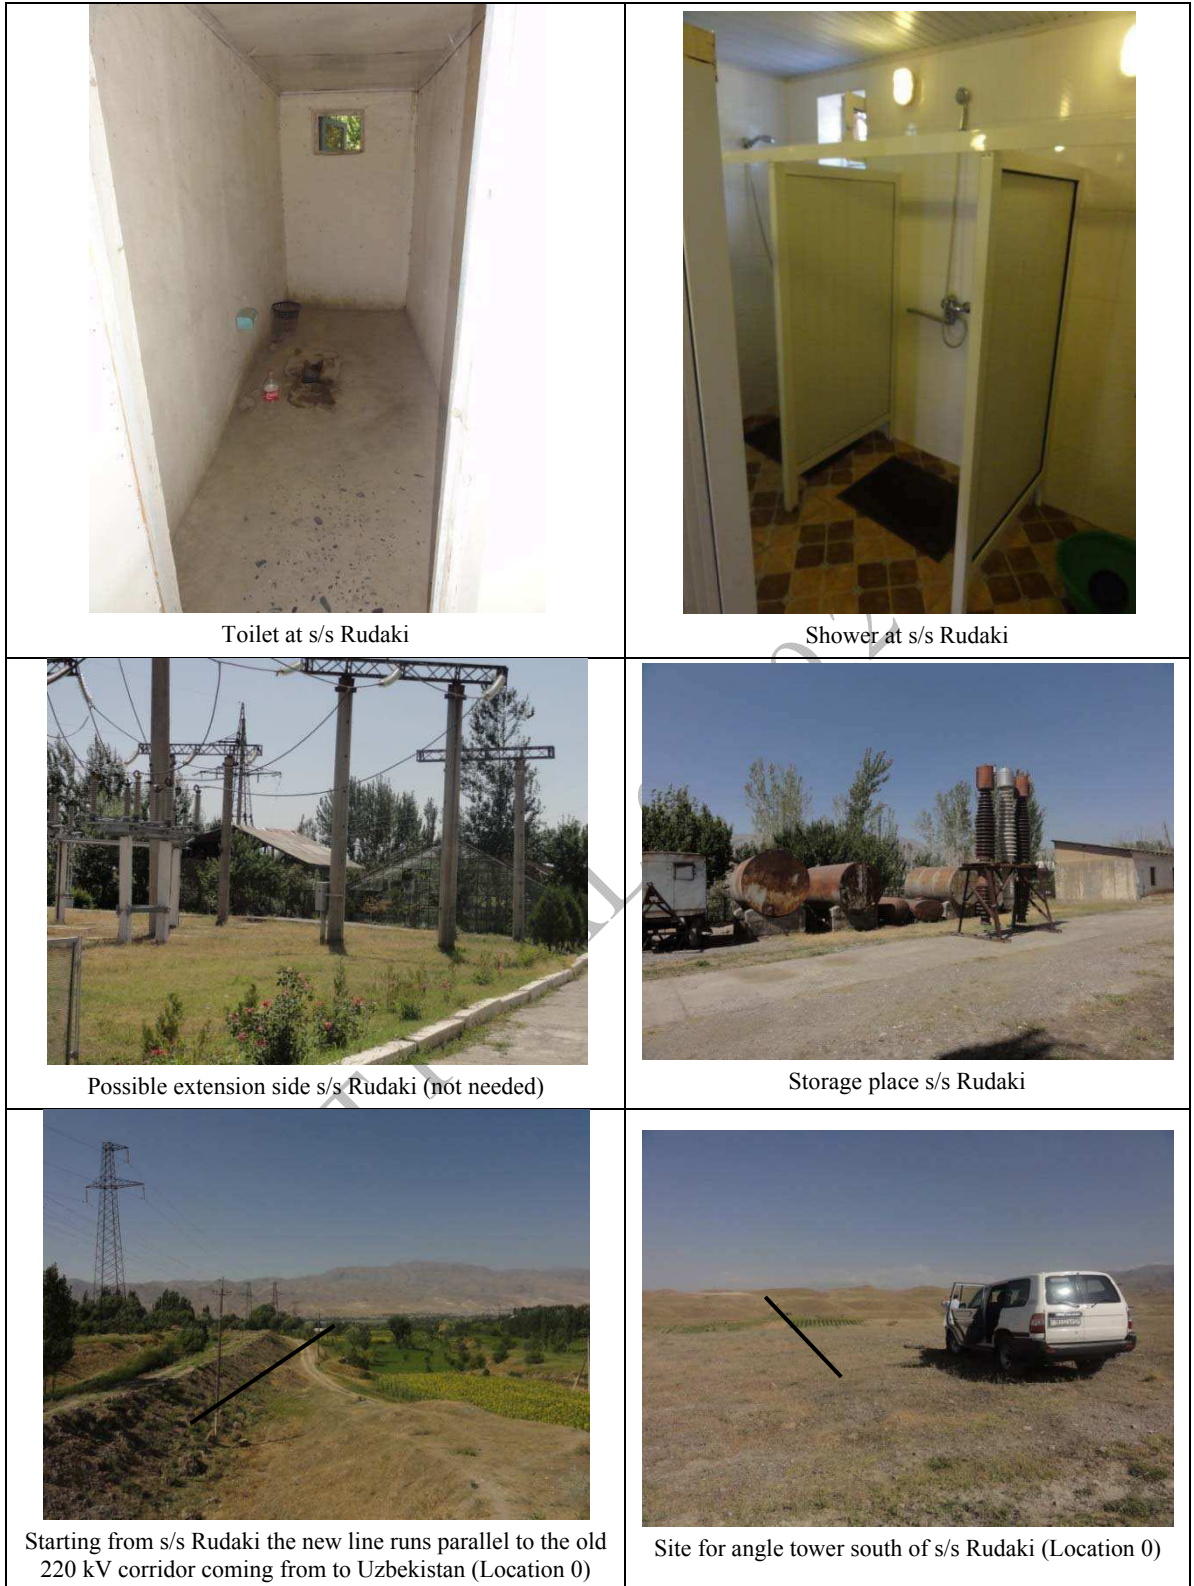 Toilet at s/s Rudaki
Shower at s/s Rudaki
Possible extension side s/s Rudaki (not needed)
Storage place s/s Rudaki
Starting from s/s Rudaki the new line runs parallel to the old
220 kV corridor coming from to Uzbekistan (Location 0)
Site for angle tower south of s/s Rudaki (Location 0)